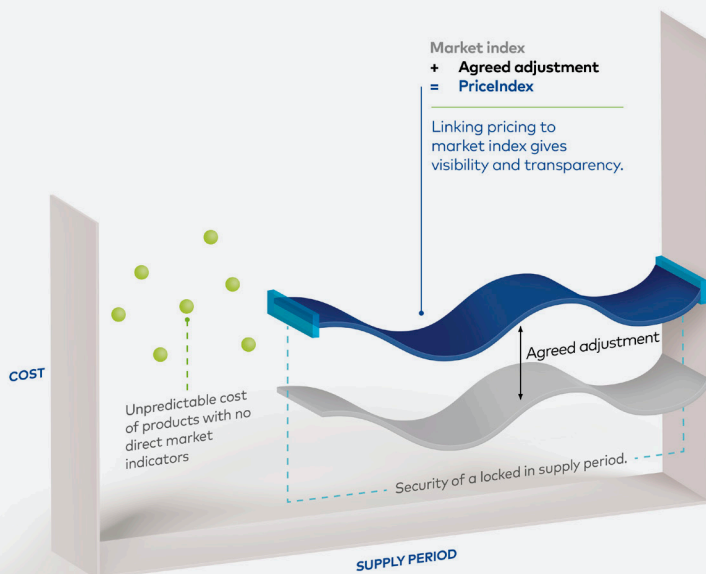 Market index
+ Agreed adjustment
= PriceIndex
Linking pricing to
market index gives
visibility and transparency.
Agreed adjustment
COST
Unpredictable cost
of products with no
direct market
indicators
Security of a locked in supply period.
SUPPLY PERIOD